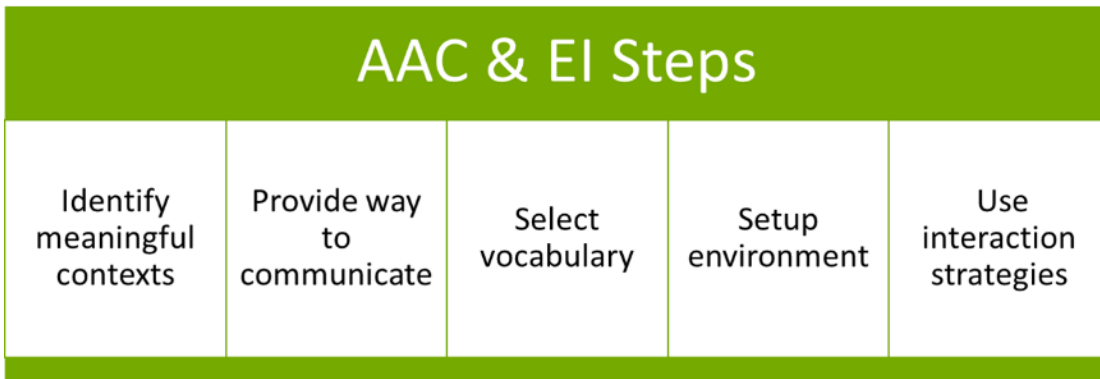 AAC & EI Steps
Identify
meaningful
contexts
Provide way
to
communicate
Select
vocabulary
Setup
environment
Use
interaction
strategies